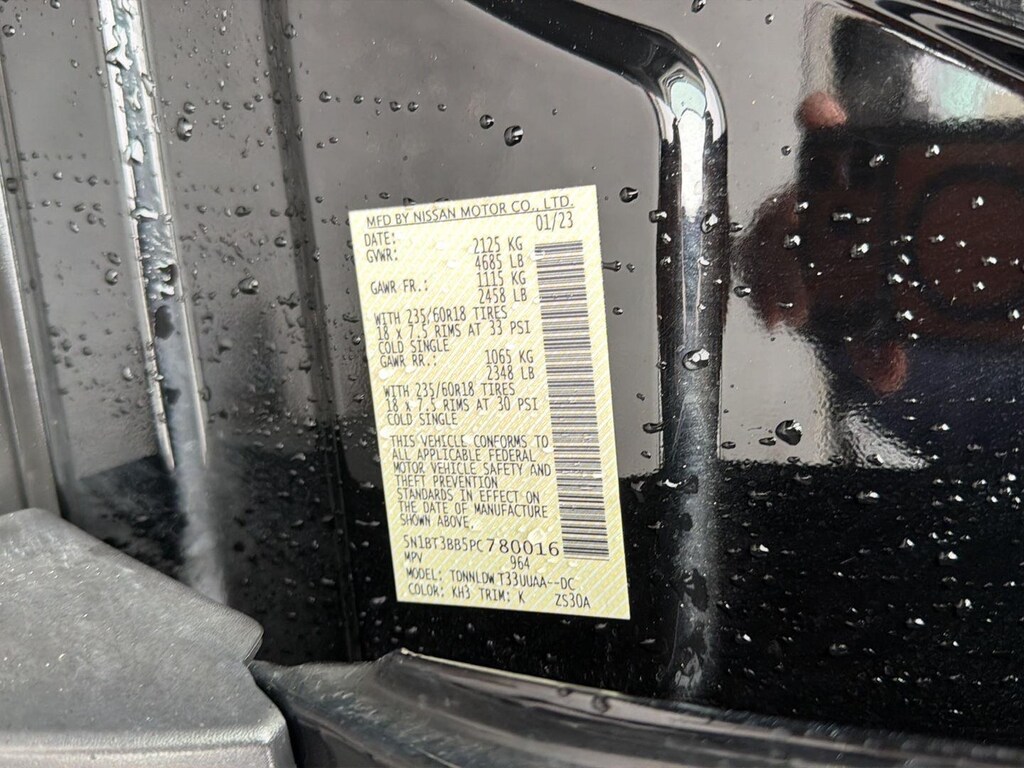 MFD BY NISSAN MOTOR CO., LTD.
DATE: 01/23
GVWR: 2125 KG
4685 LB
GAWR FR.: 1115 KG
2458 LB
WITH 235/60R18 TIRES
18 x 7.5 RIMS AT 33 PSI
COLD SINGLE
GAWR RR.: 1065 KG
2348 LB
WITH 235/60R18 TIRES
18 x 7.5 RIMS AT 30 PSI
COLD SINGLE
THIS VEHICLE CONFORMS TO
ALL APPLICABLE FEDERAL
MOTOR VEHICLE SAFETY AND
THEFT PREVENTION
STANDARDS IN EFFECT ON
THE DATE OF MANUFACTURE
SHOWN ABOVE.
5N1BT3BB5PC780016
MPV 964
MODEL: TDNNLDW T33UUAA--DC
COLOR: KH3 TRIM: K ZS30A